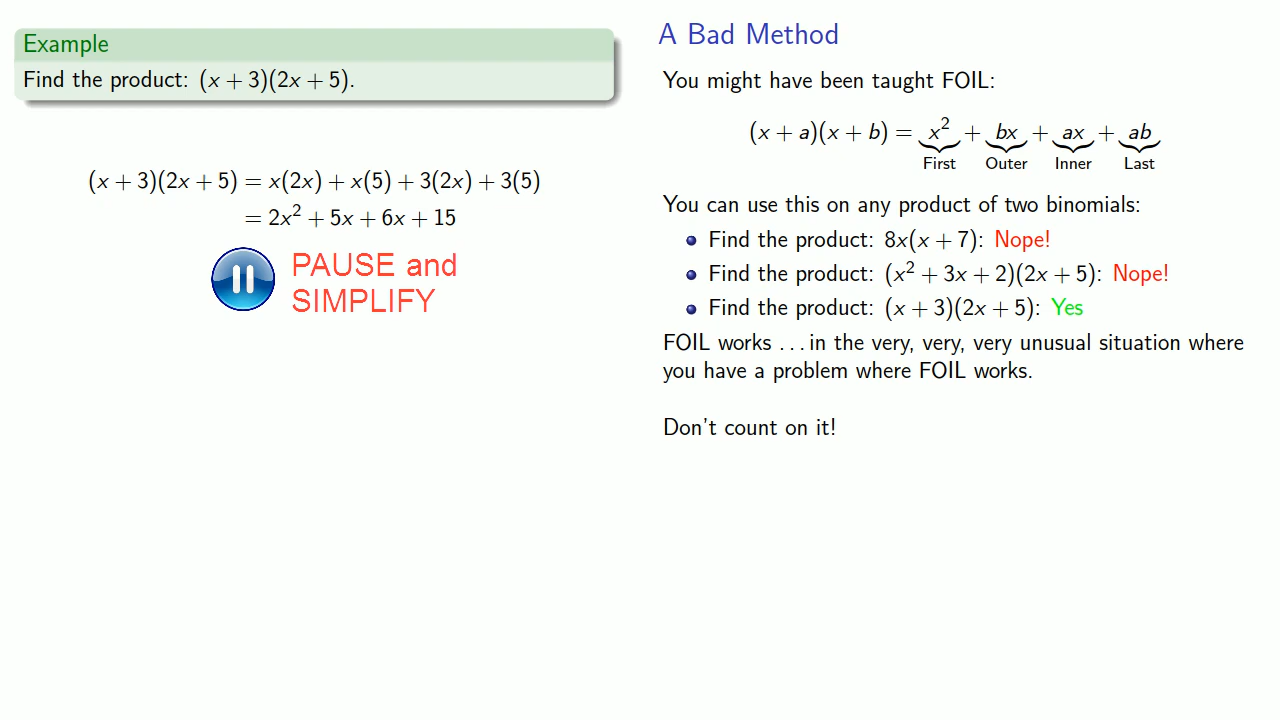 Example
Find the product: (x + 3)(2x + 5).
(x + 3)(2x + 5) = x(2x) + x(5) + 3(2x) + 3(5)
= 2x² + 5x + 6x + 15
PAUSE and
SIMPLIFY
A Bad Method
You might have been taught FOIL:
(x + a)(x + b) = x² + bx + ax + ab
First Outer Inner Last
You can use this on any product of two binomials:
Find the product: 8x(x + 7): Nope!
Find the product: (x² + 3x + 2)(2x + 5): Nope!
Find the product: (x + 3)(2x + 5): Yes
FOIL works ...in the very, very, very unusual situation where
you have a problem where FOIL works.
Don't count on it!